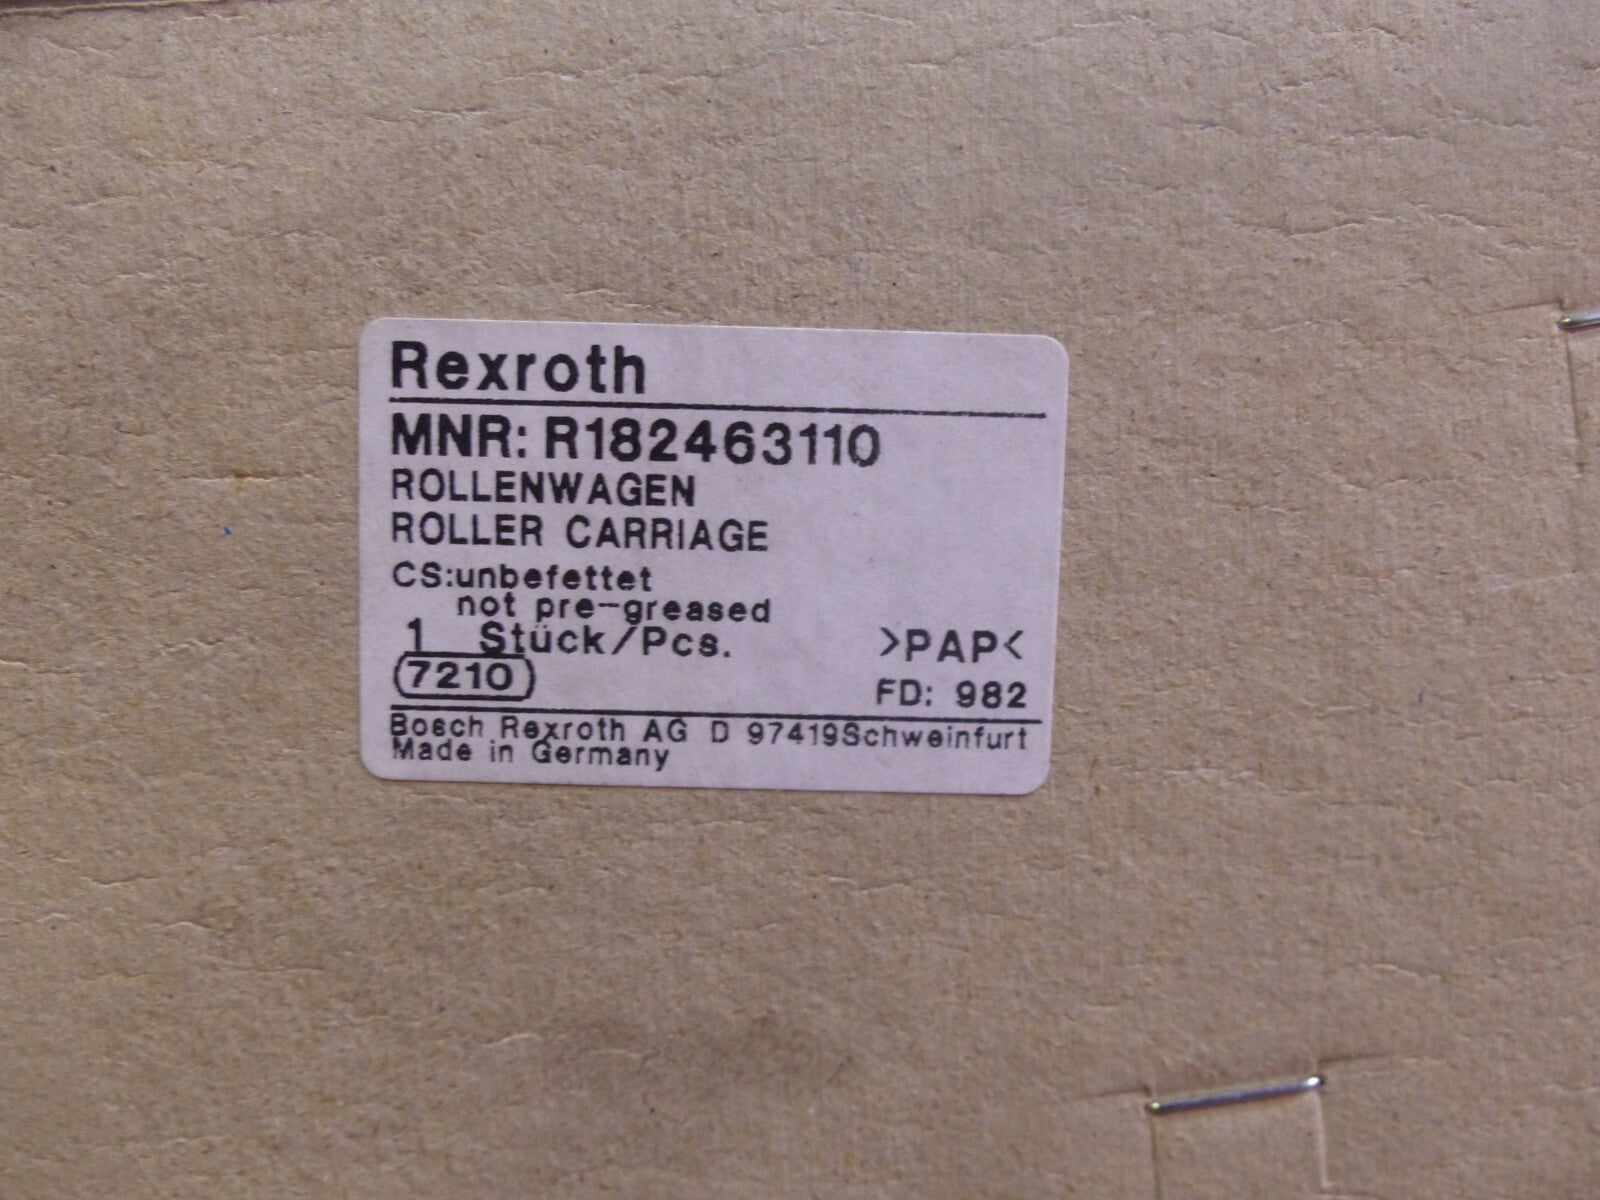 Rexroth
MNR: R182463110
ROLLENWAGEN
ROLLER CARRIAGE
CS:unbefettet
not pre-greased
1 Stück/Pcs. >PAP<
7210 FD: 982
Bosch Rexroth AG D 97419Schweinfurt
Made in Germany